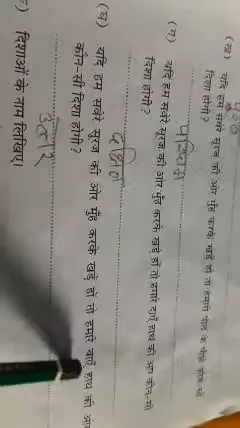 (ख) यदि हम सवेरे सूरज की ओर मुँह करके खड़े हों तो हमारी पीठ के पीछे कौन-सी
दिशा होगी?
पश्चिम
(ग) यदि हम सवेरे सूरज की ओर मुँह करके खड़े हों तो हमारे दाएँ हाथ की ओर कौन-सी
दिशा होगी?
दक्षिण
(घ) यदि हम सवेरे सूरज की ओर मुँह करके खड़े हों तो हमारे बाएँ हाथ की ओर
कौन-सी दिशा होगी?
उत्तर
दिशाओं के नाम लिखिए।